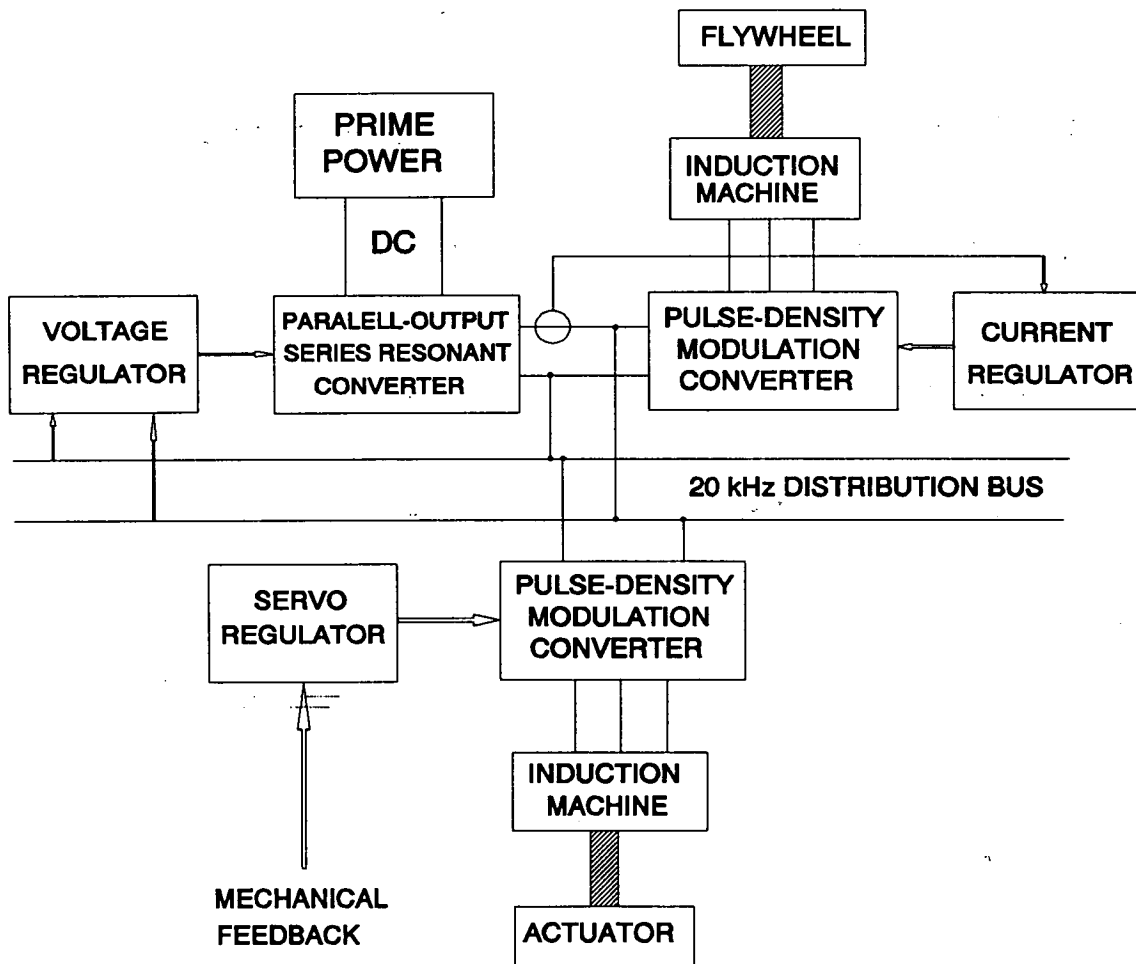 FLYWHEEL
PRIME
POWER
INDUCTION
MACHINE
DC
VOLTAGE
REGULATOR
PARALELL-OUTPUT
SERIES RESONANT
CONVERTER
PULSE-DENSITY
MODULATION
CONVERTER
CURRENT
REGULATOR
20 kHz DISTRIBUTION BUS
SERVO
REGULATOR
PULSE-DENSITY
MODULATION
CONVERTER
INDUCTION
MACHINE
MECHANICAL
FEEDBACK
ACTUATOR